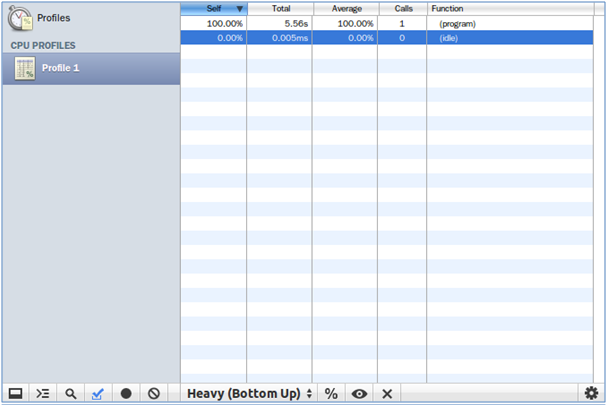 Profiles
CPU PROFILES
Profile 1
Self Total Average Calls Function
100.00% 5.56s 100.00% 1 (program)
0.00% 0.005ms 0.00% 0 (idle)
Heavy (Bottom Up) %